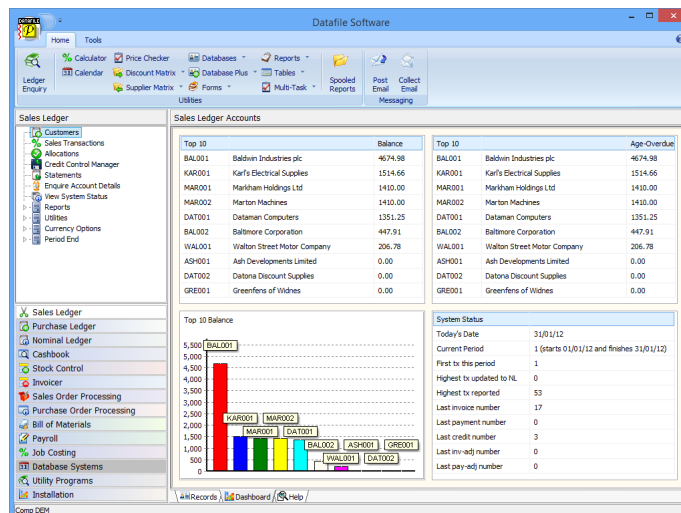 DATAFILE
Datafile Software
Home Tools
Ledger Enquiry
Calculator Price Checker Databases Reports
Calendar Discount Matrix Database Plus Tables
Supplier Matrix Forms Multi-Task
Spooled Reports
Post Email
Collect Email
Utilities Messaging
Sales Ledger
Customers
Sales Transactions
Allocations
Credit Control Manager
Statements
Enquire Account Details
View System Status
Reports
Utilities
Currency Options
Period End
Sales Ledger
Purchase Ledger
Nominal Ledger
Cashbook
Stock Control
Invoicer
Sales Order Processing
Purchase Order Processing
Bill of Materials
Payroll
Job Costing
Database Systems
Utility Programs
Installation
Sales Ledger Accounts
Top 10 Balance
BAL001 Baldwin Industries plc 4674.98
KAR001 Karl's Electrical Supplies 1514.66
MAR001 Markham Holdings Ltd 1410.00
MAR002 Marton Machines 1410.00
DAT001 Dataman Computers 1351.25
BAL002 Baltimore Corporation 447.91
WAL001 Walton Street Motor Company 206.78
ASH001 Ash Developments Limited 0.00
DAT002 Datona Discount Supplies 0.00
GRE001 Greenfens of Widnes 0.00
Top 10 Age-Overdue
BAL001 Baldwin Industries plc 4674.98
KAR001 Karl's Electrical Supplies 1514.66
MAR001 Markham Holdings Ltd 1410.00
MAR002 Marton Machines 1410.00
DAT001 Dataman Computers 1351.25
BAL002 Baltimore Corporation 447.91
WAL001 Walton Street Motor Company 206.78
ASH001 Ash Developments Limited 0.00
DAT002 Datona Discount Supplies 0.00
GRE001 Greenfens of Widnes 0.00
Top 10 Balance
5,500
5,000
4,500
4,000
3,500
3,000
2,500
2,000
1,500
1,000
500
0
BAL001
KAR001 MAR002
MAR001 DAT001
BAL002 ASH001 GRE001
WAL001 DAT002
System Status
Today's Date 31/01/12
Current Period 1 (starts 01/01/12 and finishes 31/01/12)
First tx this period 1
Highest tx updated to NL 0
Highest tx reported 53
Last invoice number 17
Last payment number 0
Last credit number 3
Last inv-adj number 0
Last pay-adj number 0
Records Dashboard Help
Comp DEM